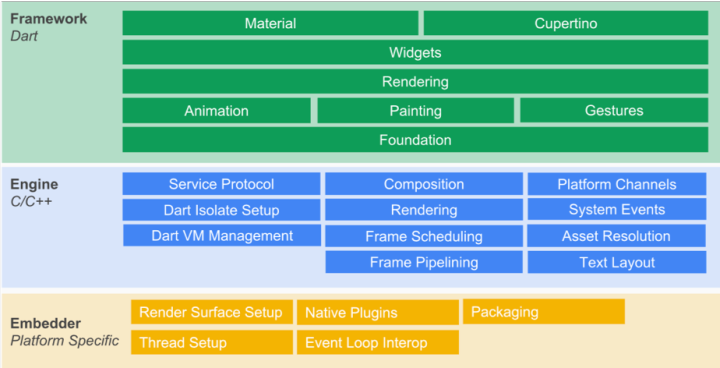 Framework
Dart
Material Cupertino
Widgets
Rendering
Animation Painting Gestures
Foundation
Engine
C/C++
Service Protocol Composition Platform Channels
Dart Isolate Setup Rendering System Events
Dart VM Management Frame Scheduling Asset Resolution
Frame Pipelining Text Layout
Embedder
Platform Specific
Render Surface Setup Native Plugins Packaging
Thread Setup Event Loop Interop